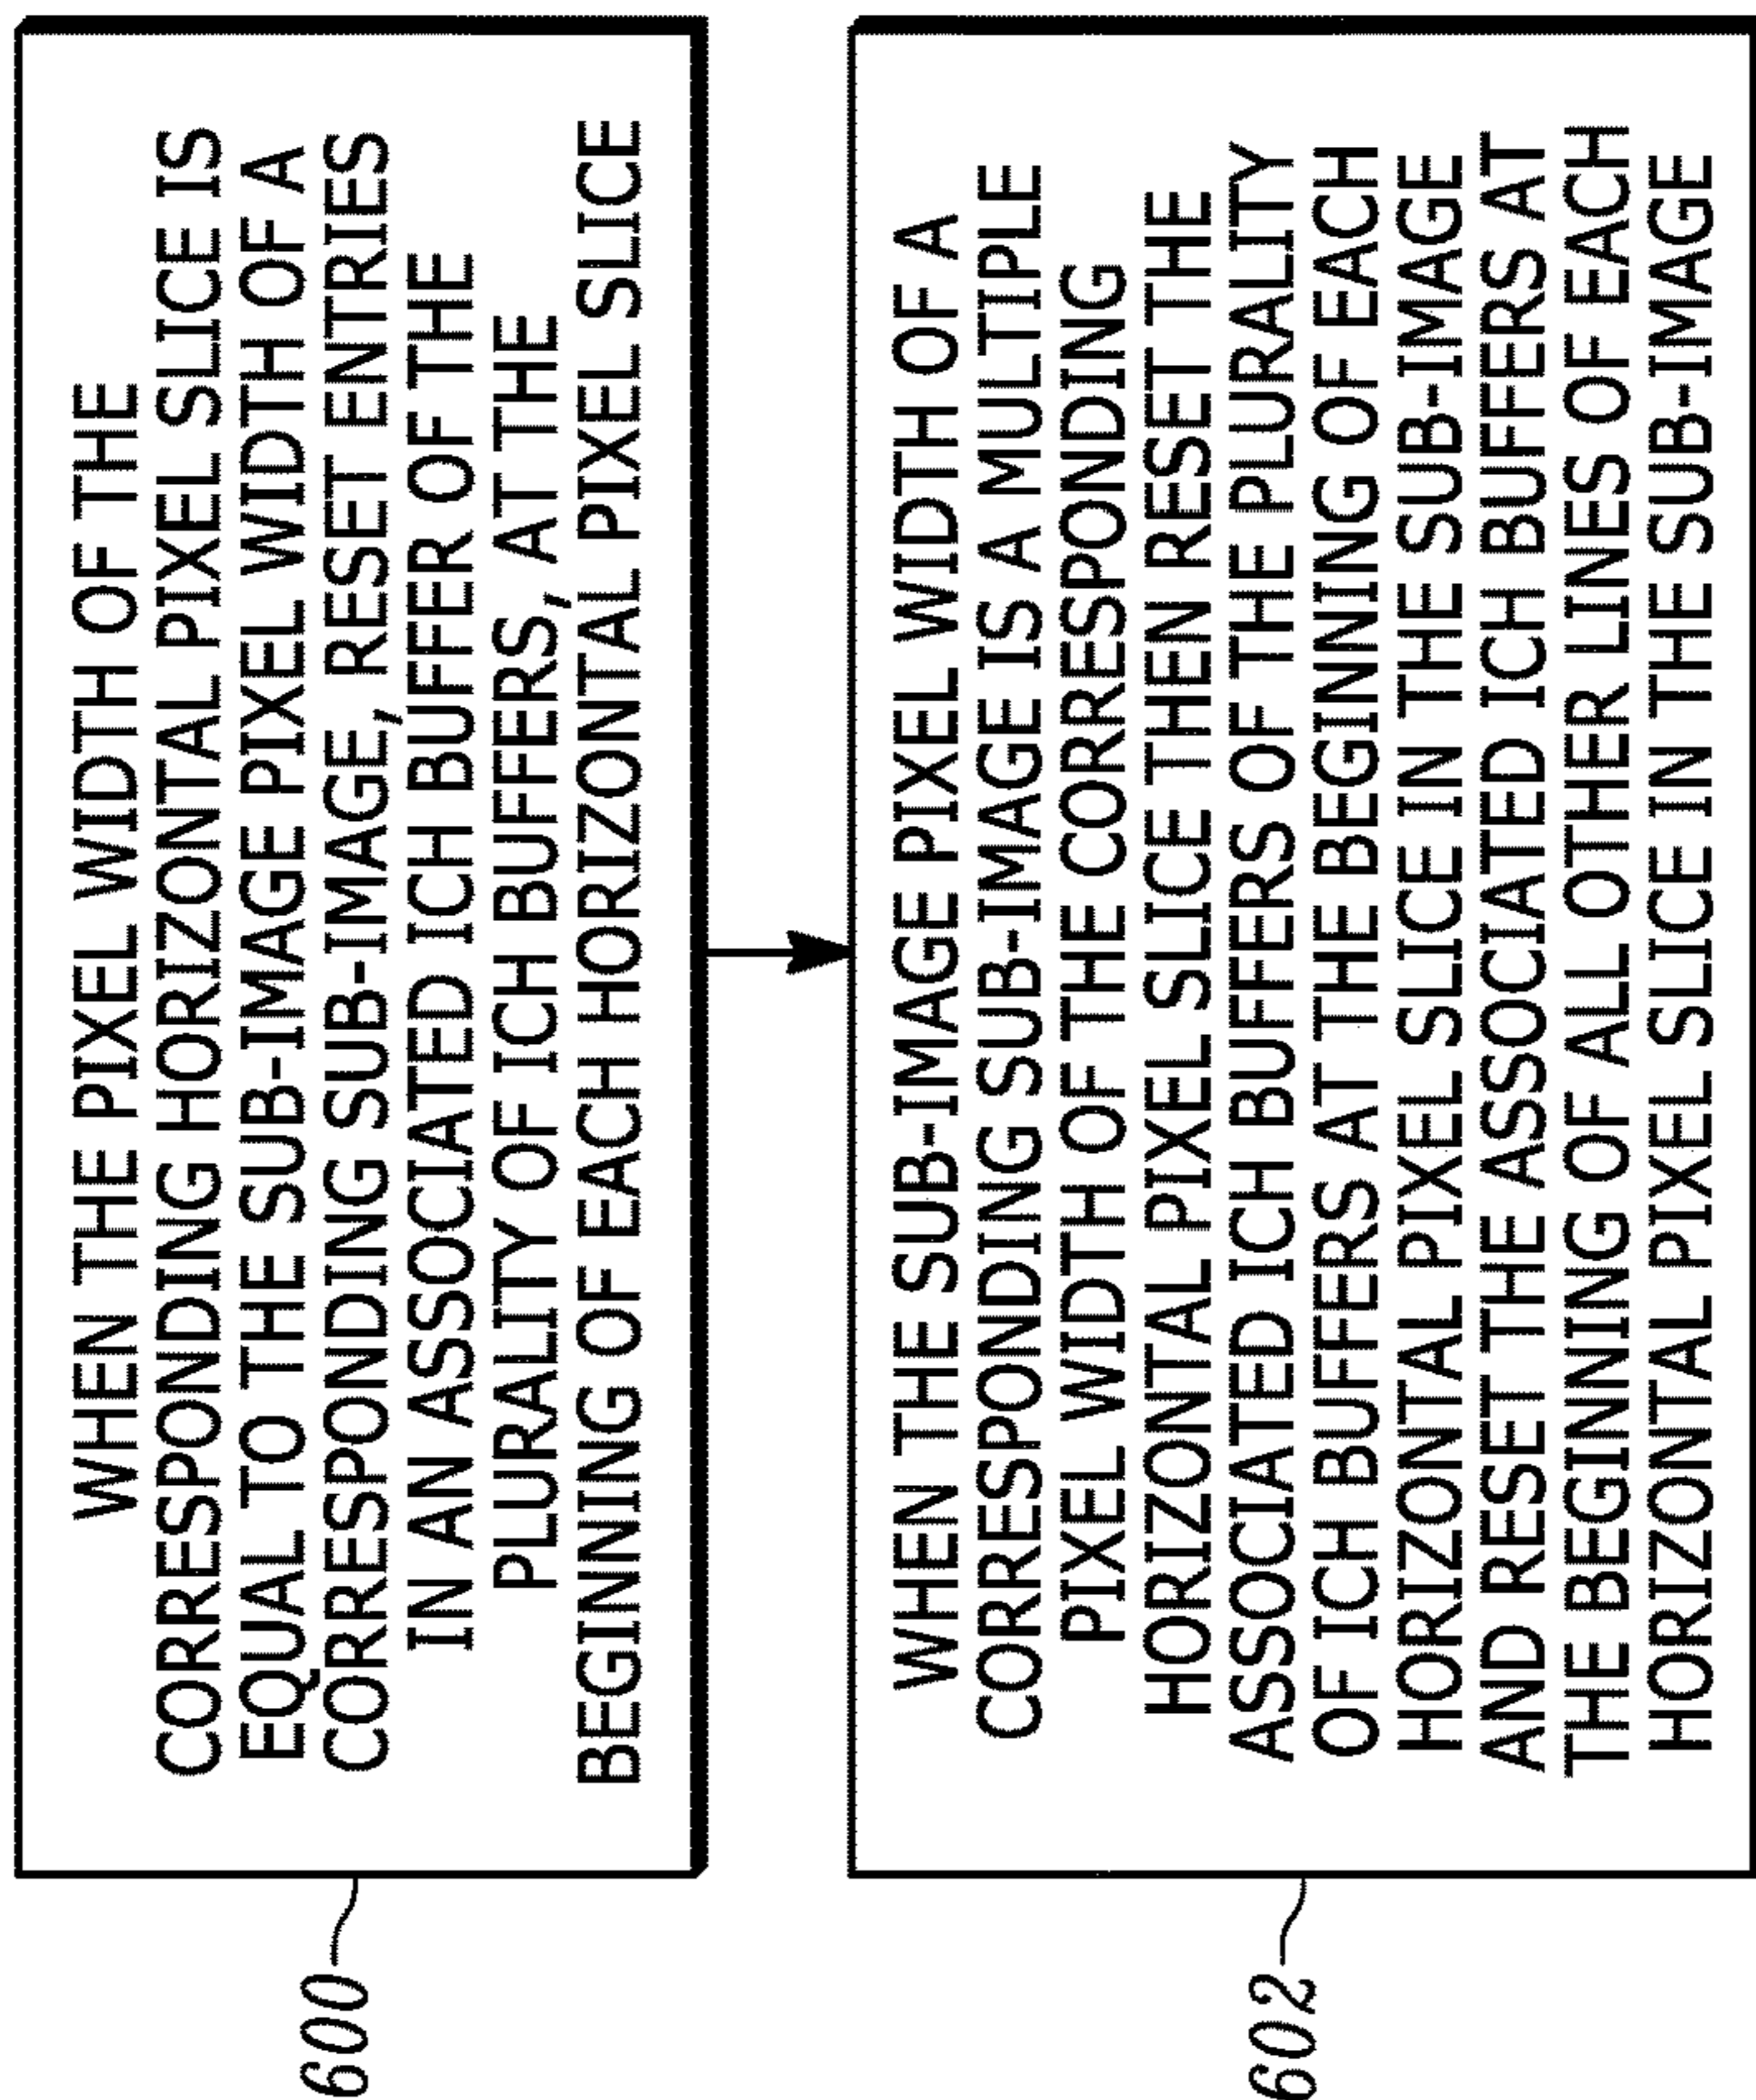 600
WHEN THE PIXEL WIDTH OF THE
CORRESPONDING HORIZONTAL PIXEL SLICE IS
EQUAL TO THE SUB-IMAGE PIXEL WIDTH OF A
CORRESPONDING SUB-IMAGE, RESET ENTRIES
IN AN ASSOCIATED ICH BUFFER OF THE
PLURALITY OF ICH BUFFERS, AT THE
BEGINNING OF EACH HORIZONTAL PIXEL SLICE
602
WHEN THE SUB-IMAGE PIXEL WIDTH OF A
CORRESPONDING SUB-IMAGE IS A MULTIPLE
PIXEL WIDTH OF THE CORRESPONDING
HORIZONTAL PIXEL SLICE THEN RESET THE
ASSOCIATED ICH BUFFERS OF THE PLURALITY
OF ICH BUFFERS AT THE BEGINNING OF EACH
HORIZONTAL PIXEL SLICE IN THE SUB-IMAGE
AND RESET THE ASSOCIATED ICH BUFFERS AT
THE BEGINNING OF ALL OTHER LINES OF EACH
HORIZONTAL PIXEL SLICE IN THE SUB-IMAGE